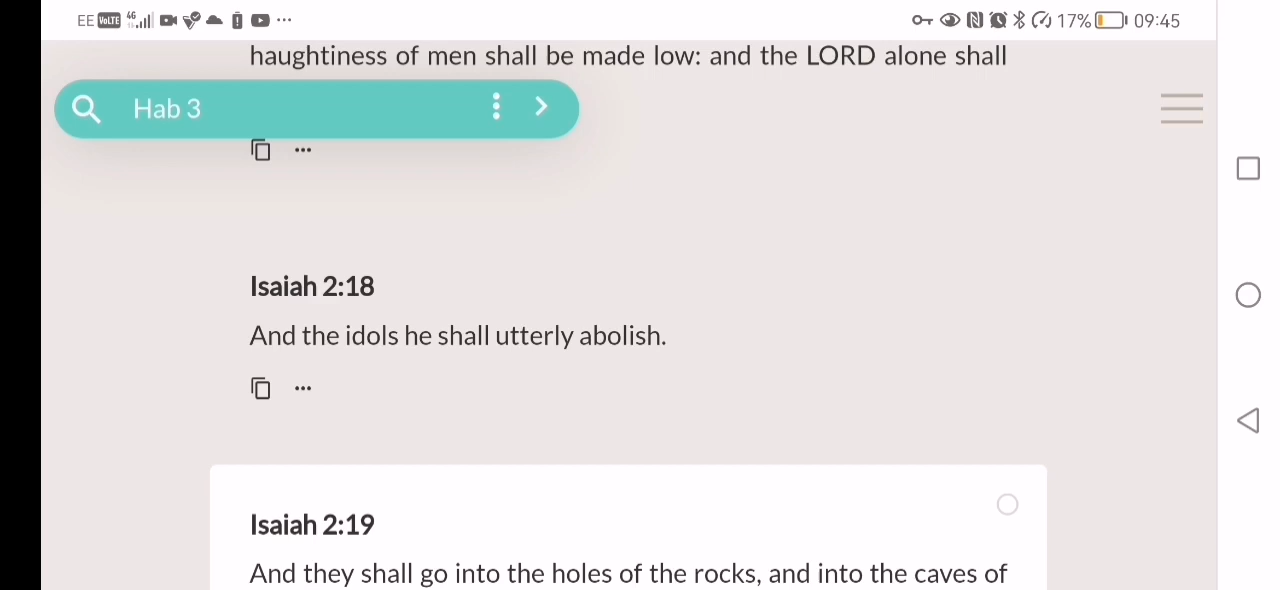 EE VoLTE 4G 17% 09:45
haughtiness of men shall be made low: and the LORD alone shall
Hab 3
Isaiah 2:18
And the idols he shall utterly abolish.
Isaiah 2:19
And they shall go into the holes of the rocks, and into the caves of